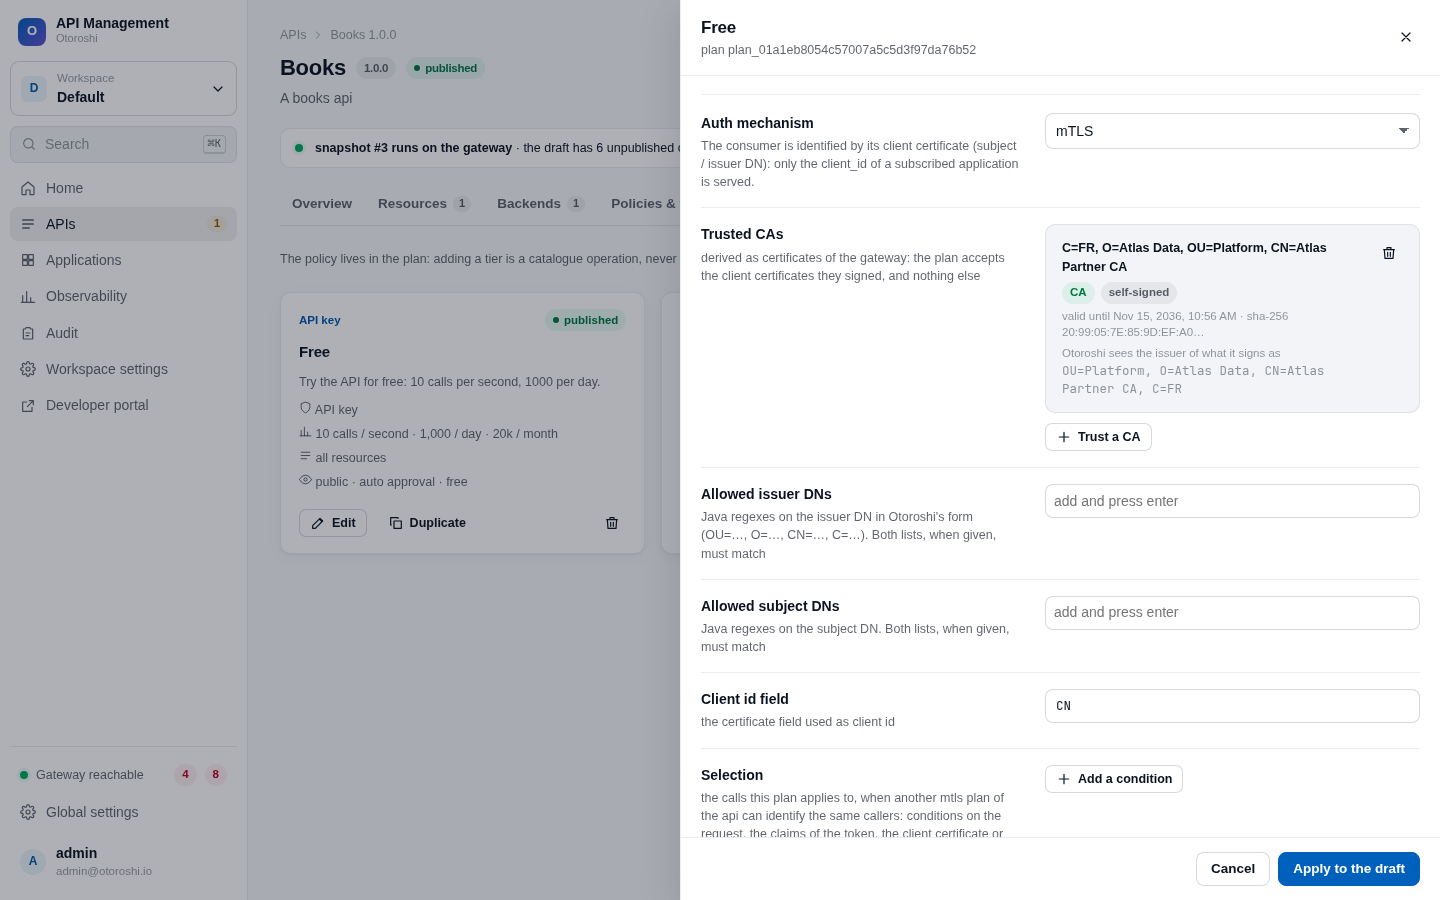 O
API Management
Otoroshi
D
Workspace
Default
Search
⌘K
Home
APIs
1
Applications
Observability
Audit
Workspace settings
Developer portal
Gateway reachable
4
8
Global settings
A
admin
admin@otoroshi.io
APIs
Books 1.0.0
Books
1.0.0
published
A books api
snapshot #3 runs on the gateway · the draft has 6 unpublished
Overview
Resources
1
Backends
1
Policies &
The policy lives in the plan: adding a tier is a catalogue operation, never
API key
published
Free
Try the API for free: 10 calls per second, 1000 per day.
API key
10 calls / second · 1,000 / day · 20k / month
all resources
public · auto approval · free
Edit
Duplicate
Free
plan plan_01a1eb8054c57007a5c5d3f97da76b52
Auth mechanism
The consumer is identified by its client certificate (subject
/ issuer DN): only the client_id of a subscribed application
is served.
mTLS
Trusted CAs
derived as certificates of the gateway: the plan accepts
the client certificates they signed, and nothing else
C=FR, O=Atlas Data, OU=Platform, CN=Atlas
Partner CA
CA
self-signed
valid until Nov 15, 2036, 10:56 AM · sha-256
20:99:05:7E:85:9D:EF:A0…
Otoroshi sees the issuer of what it signs as
OU=Platform, O=Atlas Data, CN=Atlas
Partner CA, C=FR
Trust a CA
Allowed issuer DNs
Java regexes on the issuer DN in Otoroshi's form
(OU=…, O=…, CN=…, C=…). Both lists, when given,
must match
add and press enter
Allowed subject DNs
Java regexes on the subject DN. Both lists, when given,
must match
add and press enter
Client id field
the certificate field used as client id
CN
Selection
the calls this plan applies to, when another mtls plan of
the api can identify the same callers: conditions on the
request, the claims of the token, the client certificate or
Add a condition
Cancel
Apply to the draft